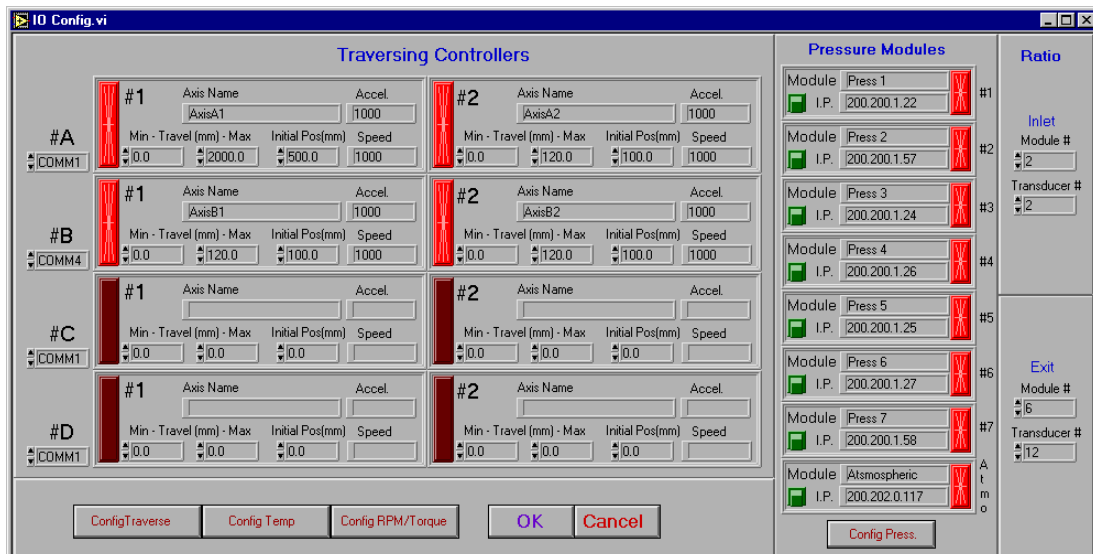 IO Config.vi
Traversing Controllers
#A
COMM1
#1 Axis Name Accel.
AxisA1 1000
Min - Travel (mm) - Max Initial Pos(mm) Speed
0.0 2000.0 500.0 1000
#2 Axis Name Accel.
AxisA2 1000
Min - Travel (mm) - Max Initial Pos(mm) Speed
0.0 120.0 100.0 1000
#B
COMM4
#1 Axis Name Accel.
AxisB1 1000
Min - Travel (mm) - Max Initial Pos(mm) Speed
0.0 120.0 100.0 1000
#2 Axis Name Accel.
AxisB2 1000
Min - Travel (mm) - Max Initial Pos(mm) Speed
0.0 120.0 100.0 1000
#C
COMM1
#1 Axis Name Accel.
Min - Travel (mm) - Max Initial Pos(mm) Speed
0.0 0.0 0.0
#2 Axis Name Accel.
Min - Travel (mm) - Max Initial Pos(mm) Speed
0.0 0.0 0.0
#D
COMM1
#1 Axis Name Accel.
Min - Travel (mm) - Max Initial Pos(mm) Speed
0.0 0.0 0.0
#2 Axis Name Accel.
Min - Travel (mm) - Max Initial Pos(mm) Speed
0.0 0.0 0.0
ConfigTraverse
Config Temp
Config RPM/Torque
OK
Cancel
Pressure Modules
Module Press 1 #1
I.P. 200.200.1.22
Module Press 2 #2
I.P. 200.200.1.57
Module Press 3 #3
I.P. 200.200.1.24
Module Press 4 #4
I.P. 200.200.1.26
Module Press 5 #5
I.P. 200.200.1.25
Module Press 6 #6
I.P. 200.200.1.27
Module Press 7 #7
I.P. 200.200.1.58
Module Atsmospheric Atmo
I.P. 200.202.0.117
Config Press.
Ratio
Inlet
Module #
2
Transducer #
2
Exit
Module #
6
Transducer #
12